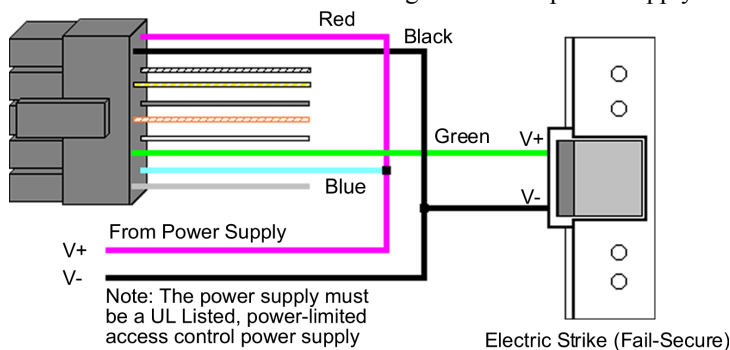 Red
Black
Green
V+
V-
Blue
From Power Supply
V+
V-
Note: The power supply must
be a UL Listed, power-limited
access control power supply
Electric Strike (Fail-Secure)